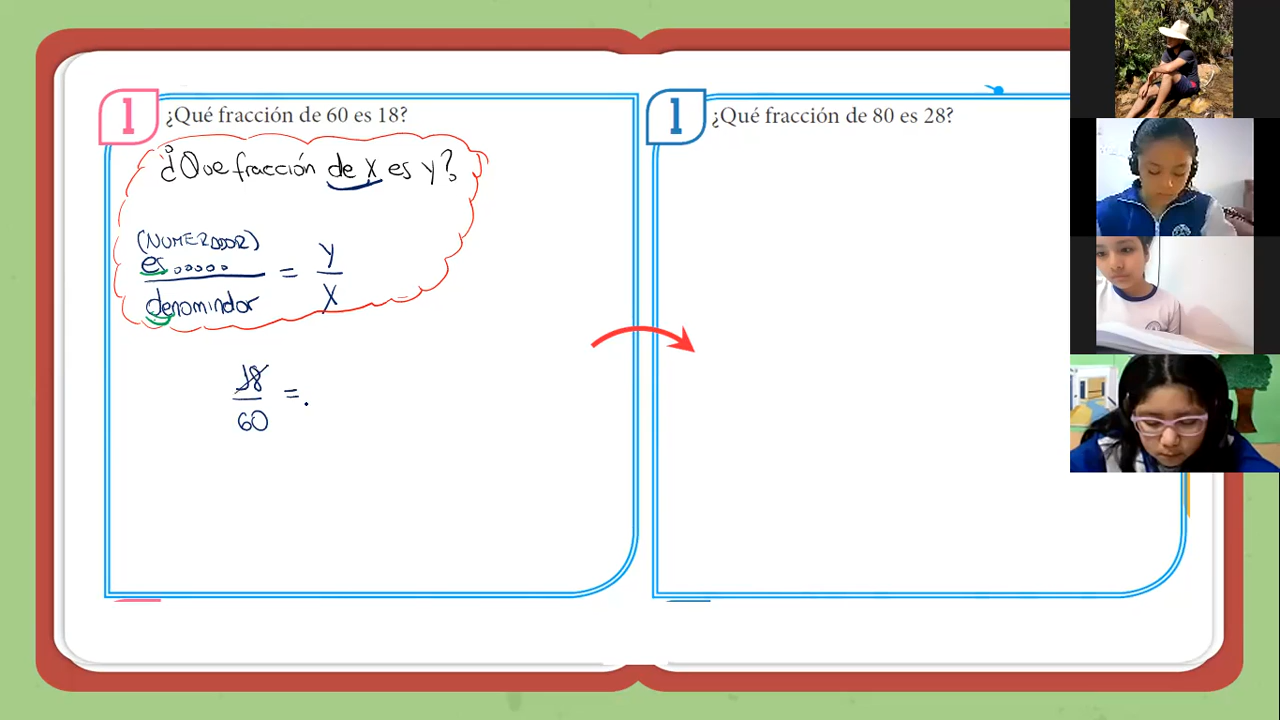 1
¿Qué fracción de 60 es 18?
¿Que fracción de X es y?
(NUMERADOR)
es.....
denomindor
= Y
X
18
60
=.
1
¿Qué fracción de 80 es 28?